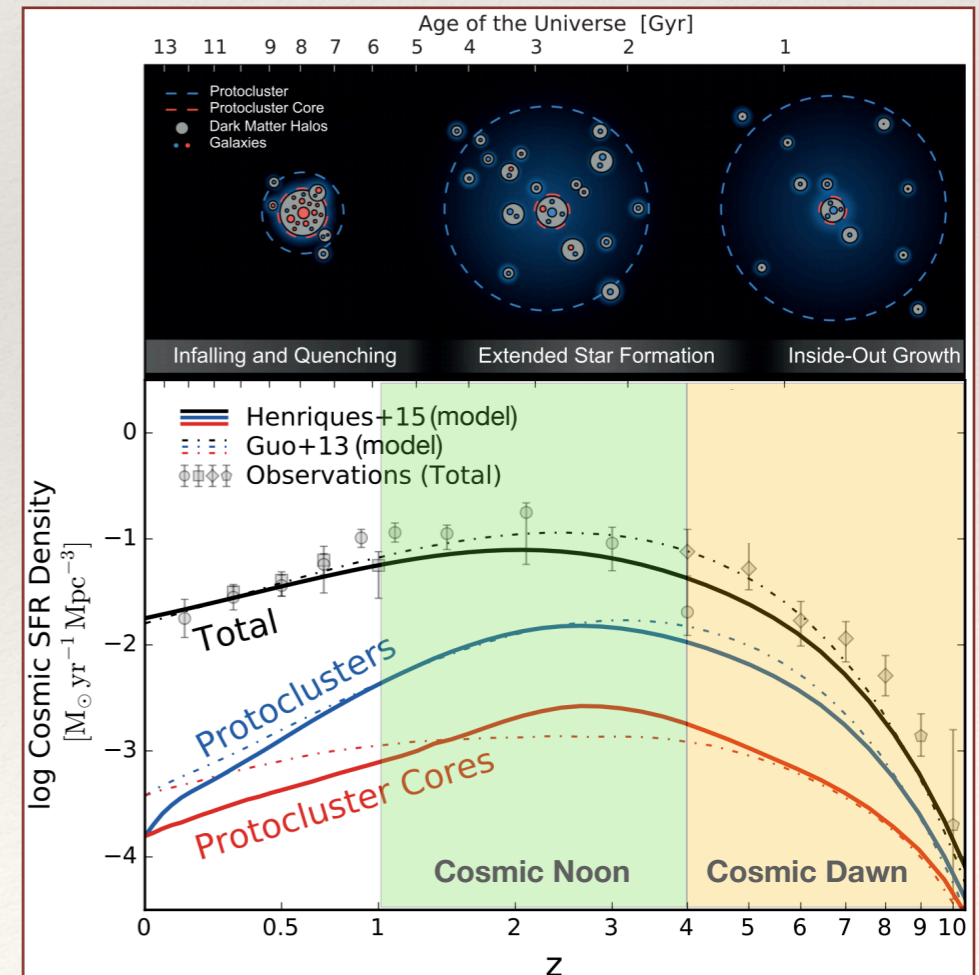 Age of the Universe [Gyr]
13 11 9 8 7 6 5 4 3 2 1
Protocluster
Protocluster Core
Dark Matter Halos
Galaxies
Infalling and Quenching Extended Star Formation Inside-Out Growth
Henriques+15 (model)
Guo+13 (model)
Observations (Total)
log Cosmic SFR Density
[M⊙ yr⁻¹ Mpc⁻³]
0
−1
−2
−3
−4
Total
Protoclusters
Protocluster Cores
Cosmic Noon Cosmic Dawn
0 0.5 1 2 3 4 5 6 7 8 9 10
z